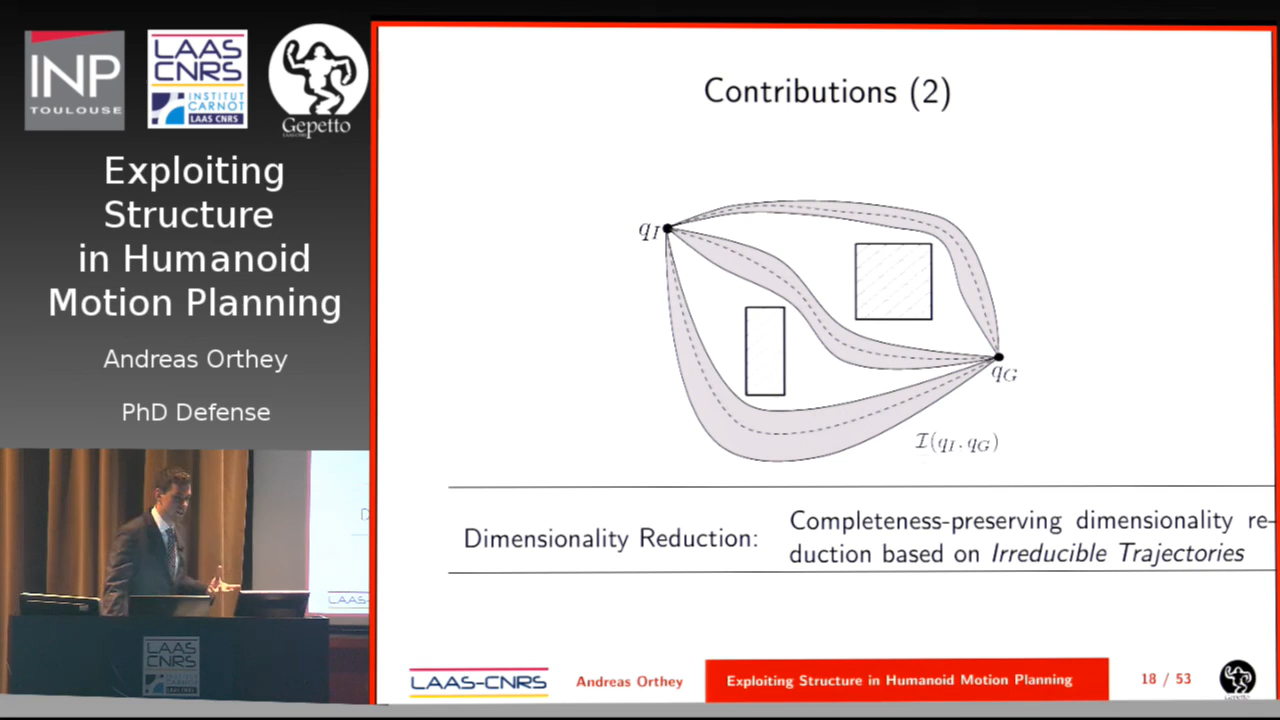 INP
TOULOUSE
LAAS
CNRS
INSTITUT
CARNOT
LAAS CNRS
Gepetto
Exploiting
Structure
in Humanoid
Motion Planning
Andreas Orthey
PhD Defense
LAAS
CNRS
LAAS-
Contributions (2)
q_I
q_G
I(q_I, q_G)
Dimensionality Reduction:
Completeness-preserving dimensionality re-
duction based on Irreducible Trajectories
LAAS-CNRS
Andreas Orthey
Exploiting Structure in Humanoid Motion Planning
18 / 53
Gepetto